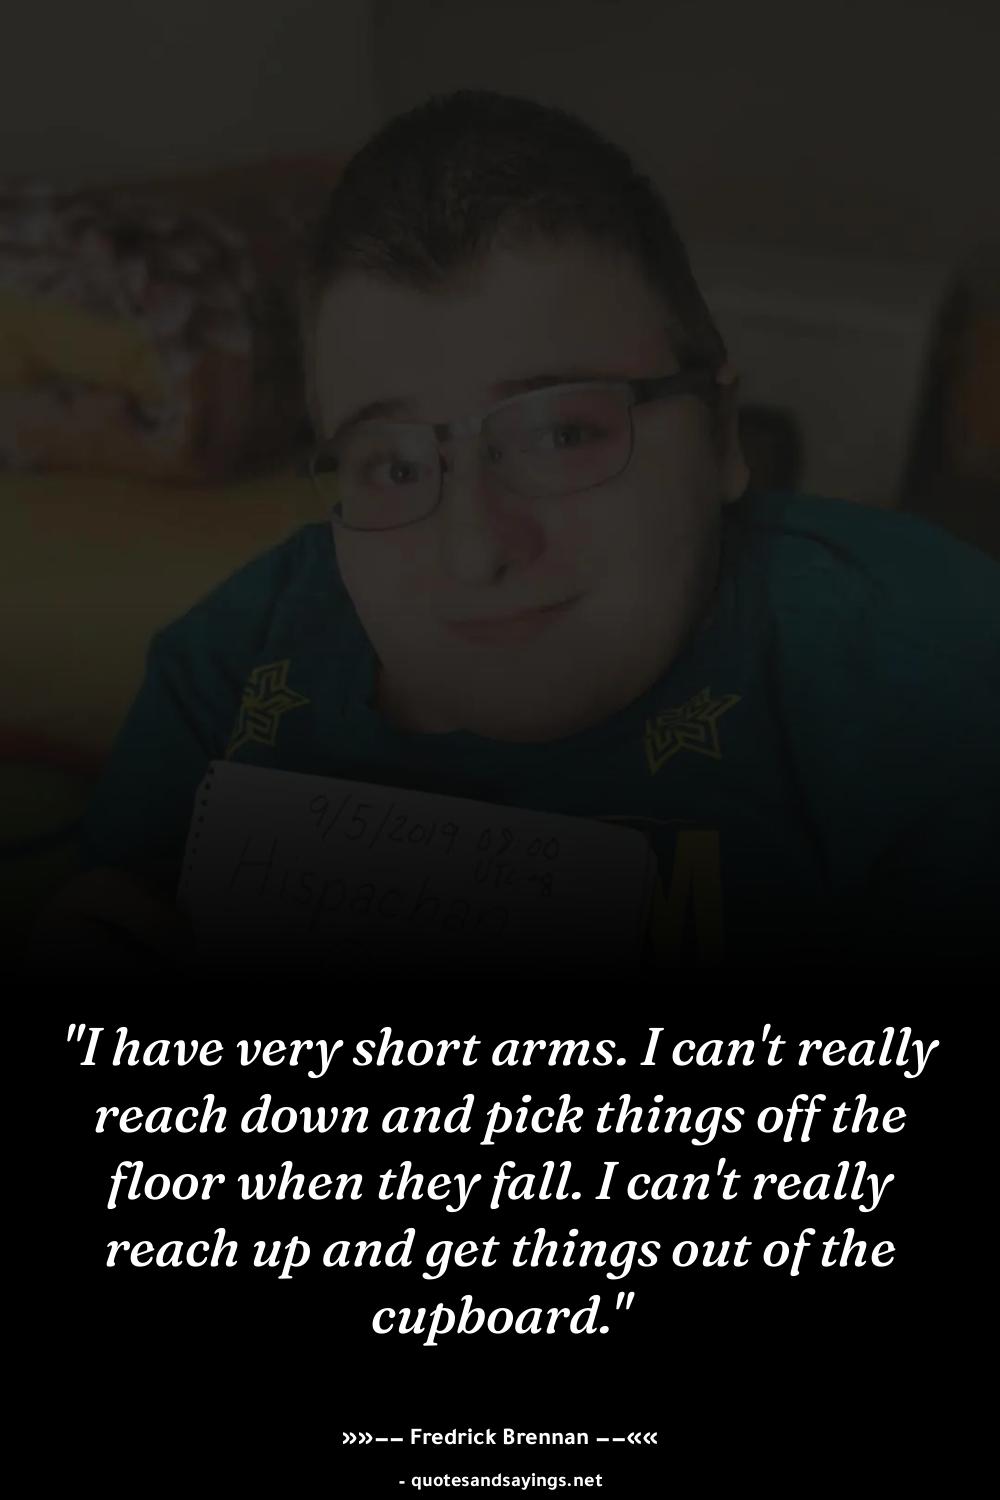 9/5/2019 09:00
UTC+8
Hispachan
M
"I have very short arms. I can't really
reach down and pick things off the
floor when they fall. I can't really
reach up and get things out of the
cupboard."
»»–– Fredrick Brennan ––««
- quotesandsayings.net